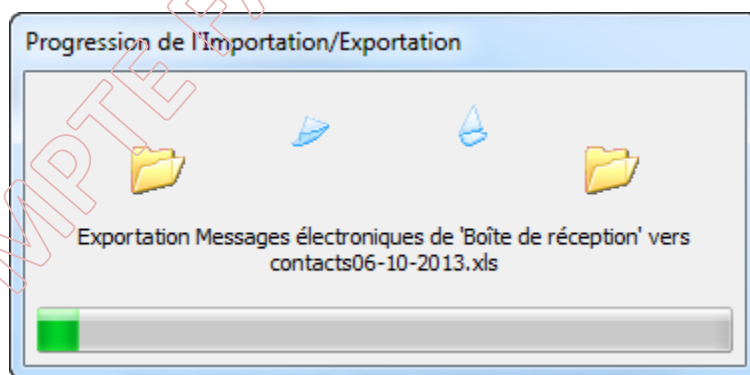 Progression de l'Importation/Exportation
Exportation Messages électroniques de 'Boîte de réception' vers
contacts06-10-2013.xls